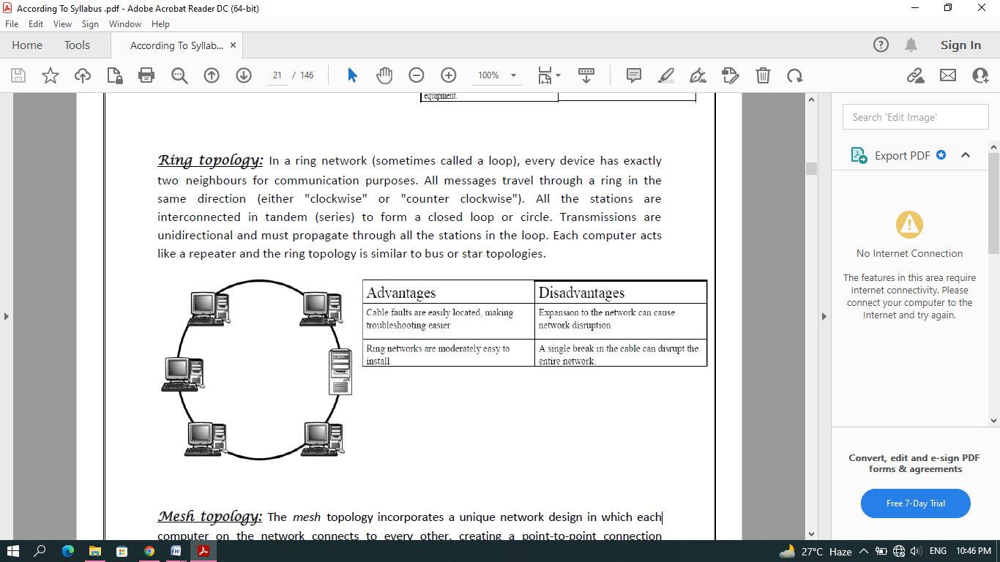 According To Syllabus .pdf - Adobe Acrobat Reader DC (64-bit)
File Edit View Sign Window Help
Home Tools According To Syllab... × Sign In
21 / 146 100%
equipment.
Ring topology: In a ring network (sometimes called a loop), every device has exactly
two neighbours for communication purposes. All messages travel through a ring in the
same direction (either "clockwise" or "counter clockwise"). All the stations are
interconnected in tandem (series) to form a closed loop or circle. Transmissions are
unidirectional and must propagate through all the stations in the loop. Each computer acts
like a repeater and the ring topology is similar to bus or star topologies.
Advantages Disadvantages
Cable faults are easily located, making
troubleshooting easier
Expansion to the network can cause
network disruption
Ring networks are moderately easy to
install
A single break in the cable can disrupt the
entire network.
Mesh topology: The mesh topology incorporates a unique network design in which each
computer on the network connects to every other, creating a point-to-point connection
Search 'Edit Image'
Export PDF
No Internet Connection
The features in this area require
Internet connectivity. Please
connect your computer to the
Internet and try again.
Convert, edit and e-sign PDF
forms & agreements
Free 7-Day Trial
27°C Haze ENG 10:46 PM